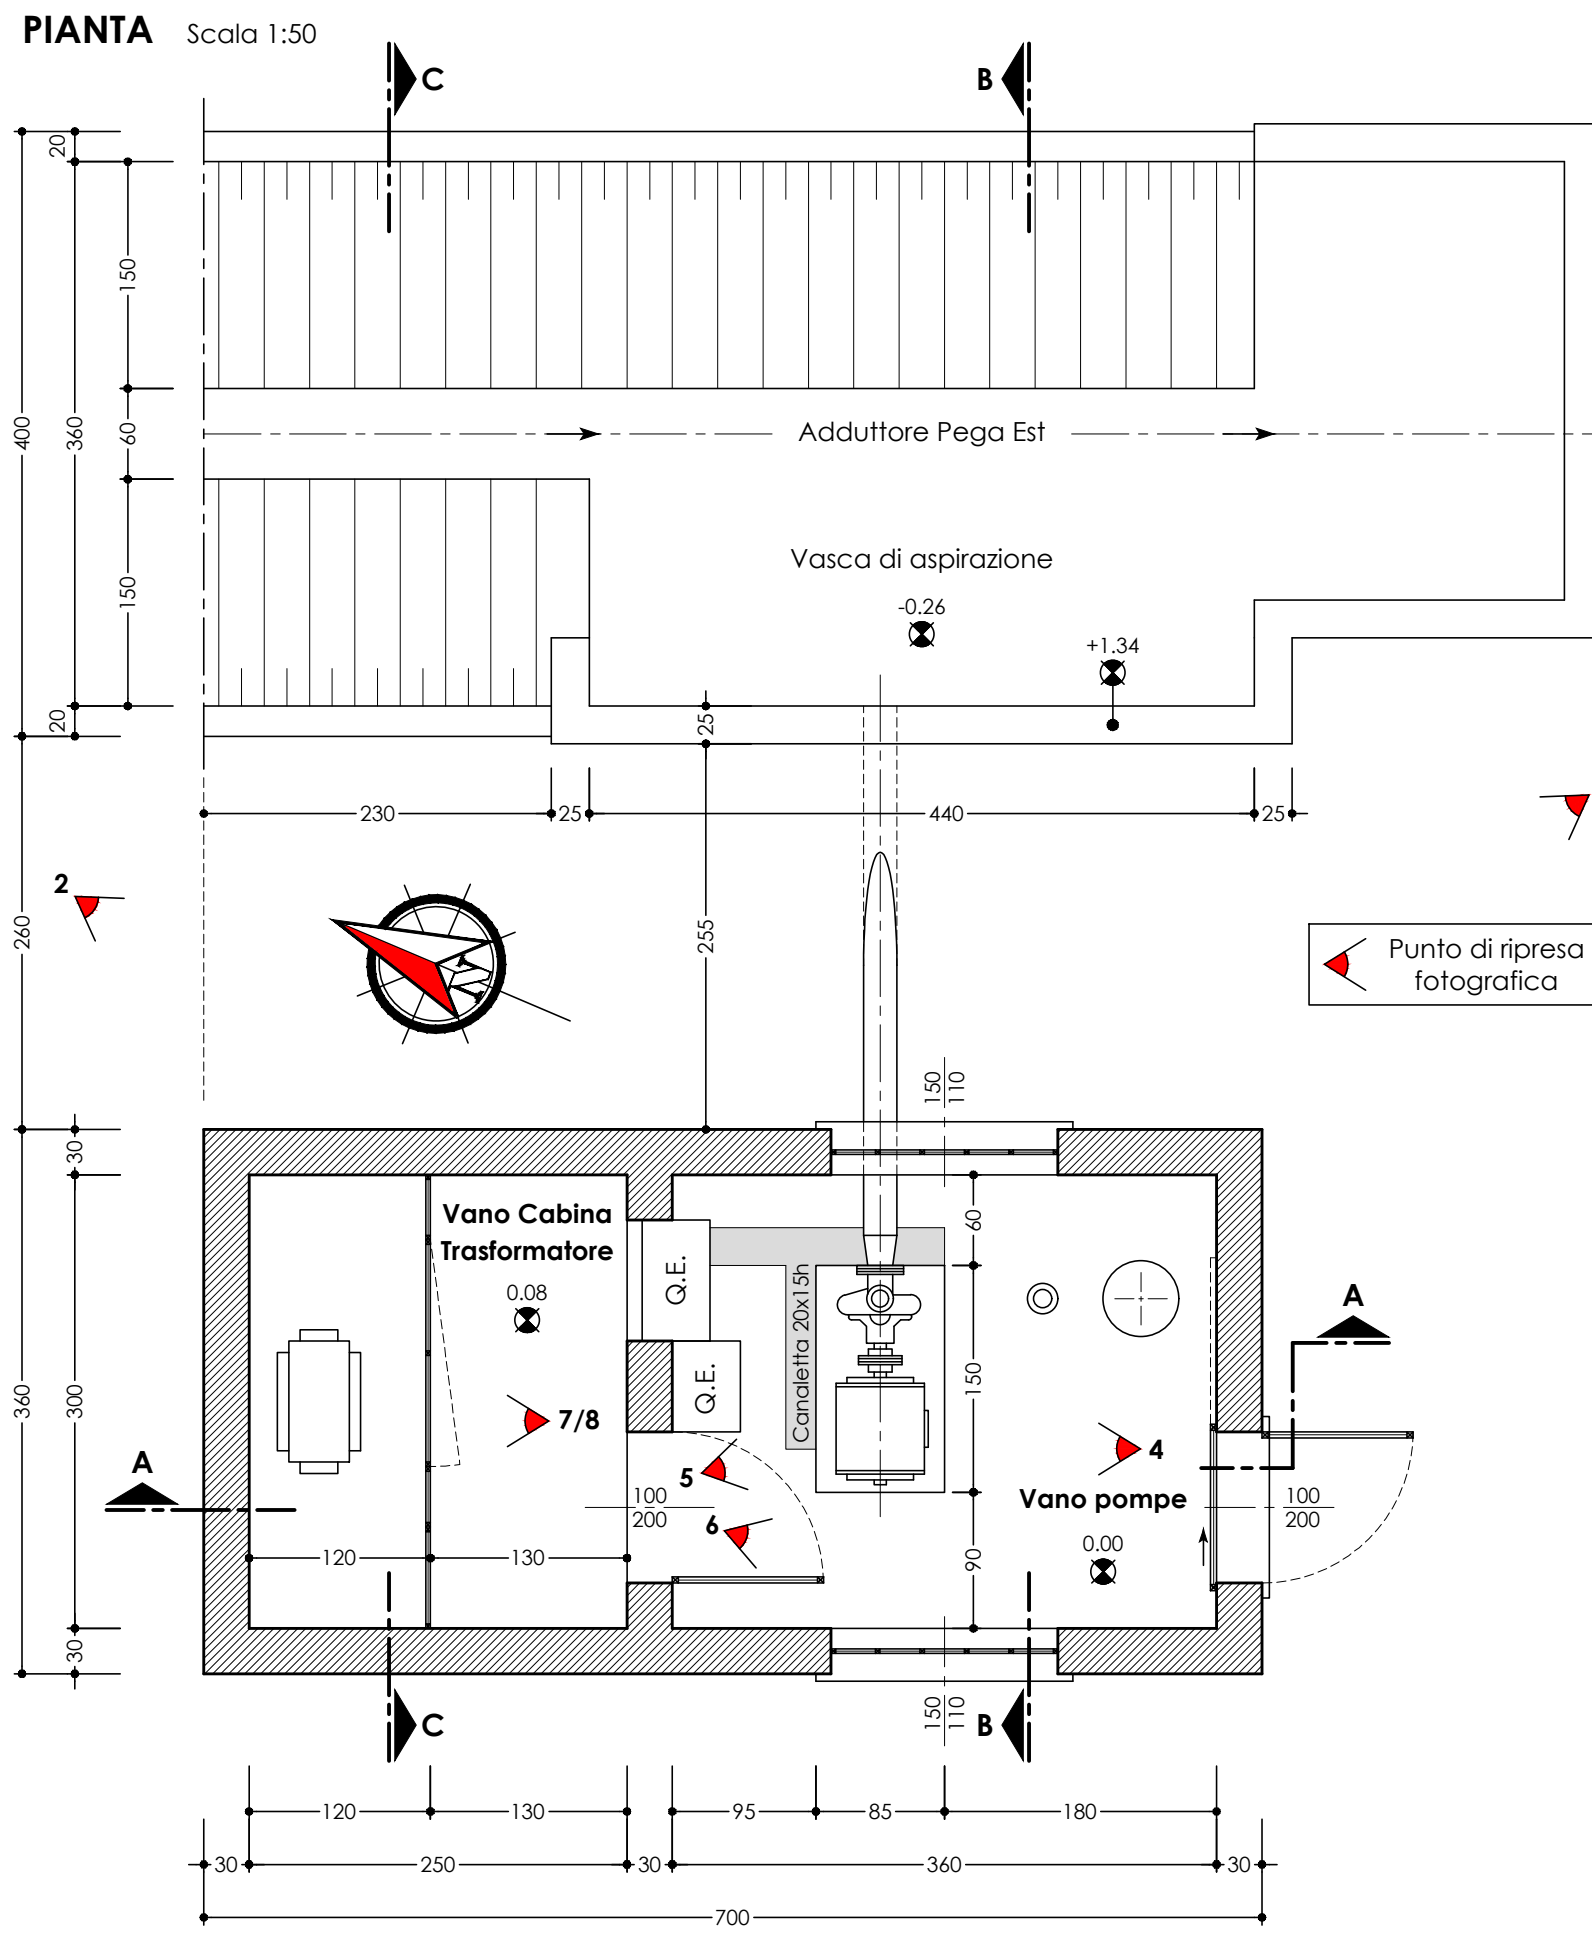 PIANTA Scala 1:50
C
B
20
150
400
360
60
Adduttore Pega Est
Vasca di aspirazione
150
-0.26
+1.34
20
25
230
25
440
25
2
260
255
N
Punto di ripresa
fotografica
150
110
30
Vano Cabina
Trasformatore
0.08
Q.E.
60
Canaletta 20x15h
A
360
300
Q.E.
150
7/8
4
A
5
6
100
200
Vano pompe
100
200
0.00
120
130
90
30
C
150
110
B
120
130
95
85
180
30
250
30
360
30
700